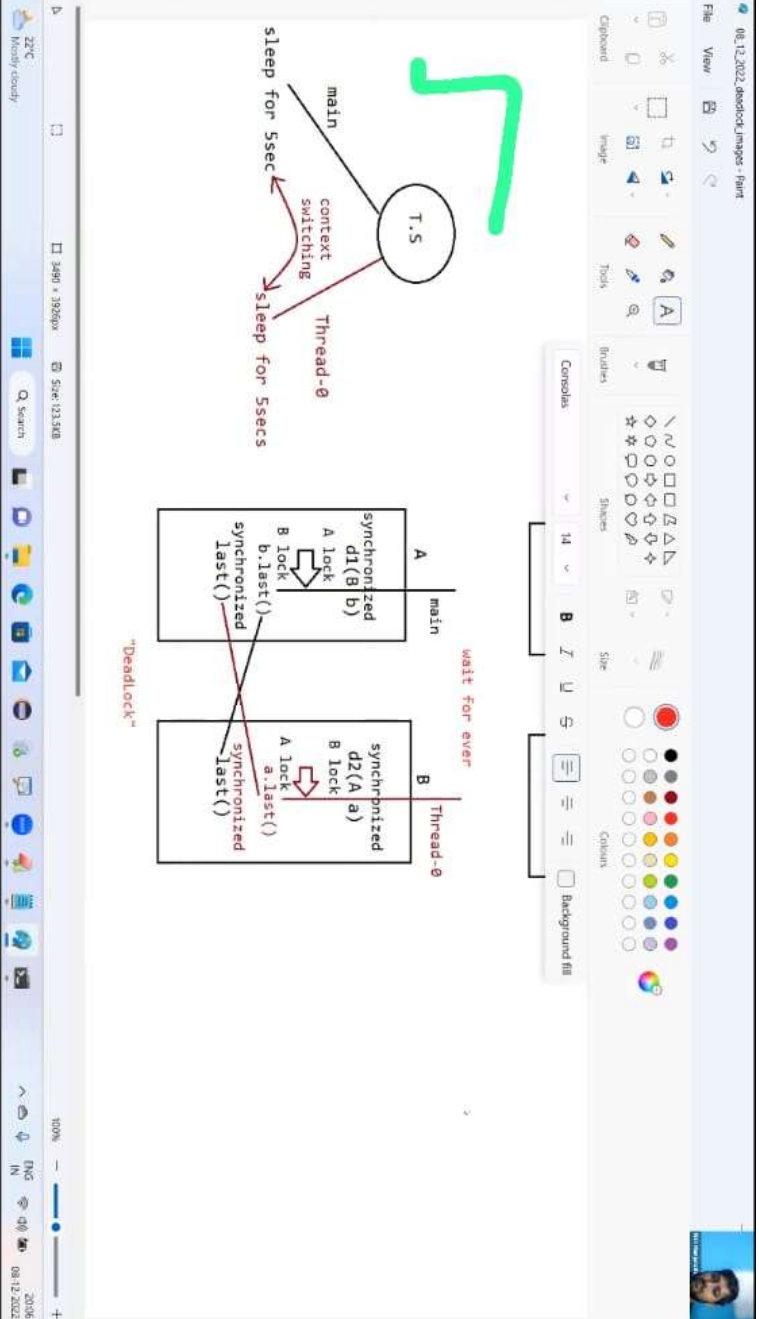 08_12_2022_deadlock_images - Paint
File View
Clipboard
Image
Tools
Brushes
Shapes
Size
Colours
Consolas 14 B I U S Background fill
T.S
main
Thread-0
context
switching
sleep for 5sec
sleep for 5secs
wait for ever
main
Thread-0
A
synchronized
d1(B b)
A lock
B lock
b.last()
synchronized
last()
B
synchronized
d2(A a)
B lock
A lock
a.last()
synchronized
last()
"DeadLock"
3490 × 3926px Size: 123.5KB 100%
22°C
Mostly cloudy
Search
ENG
IN
20:06
08-12-2022